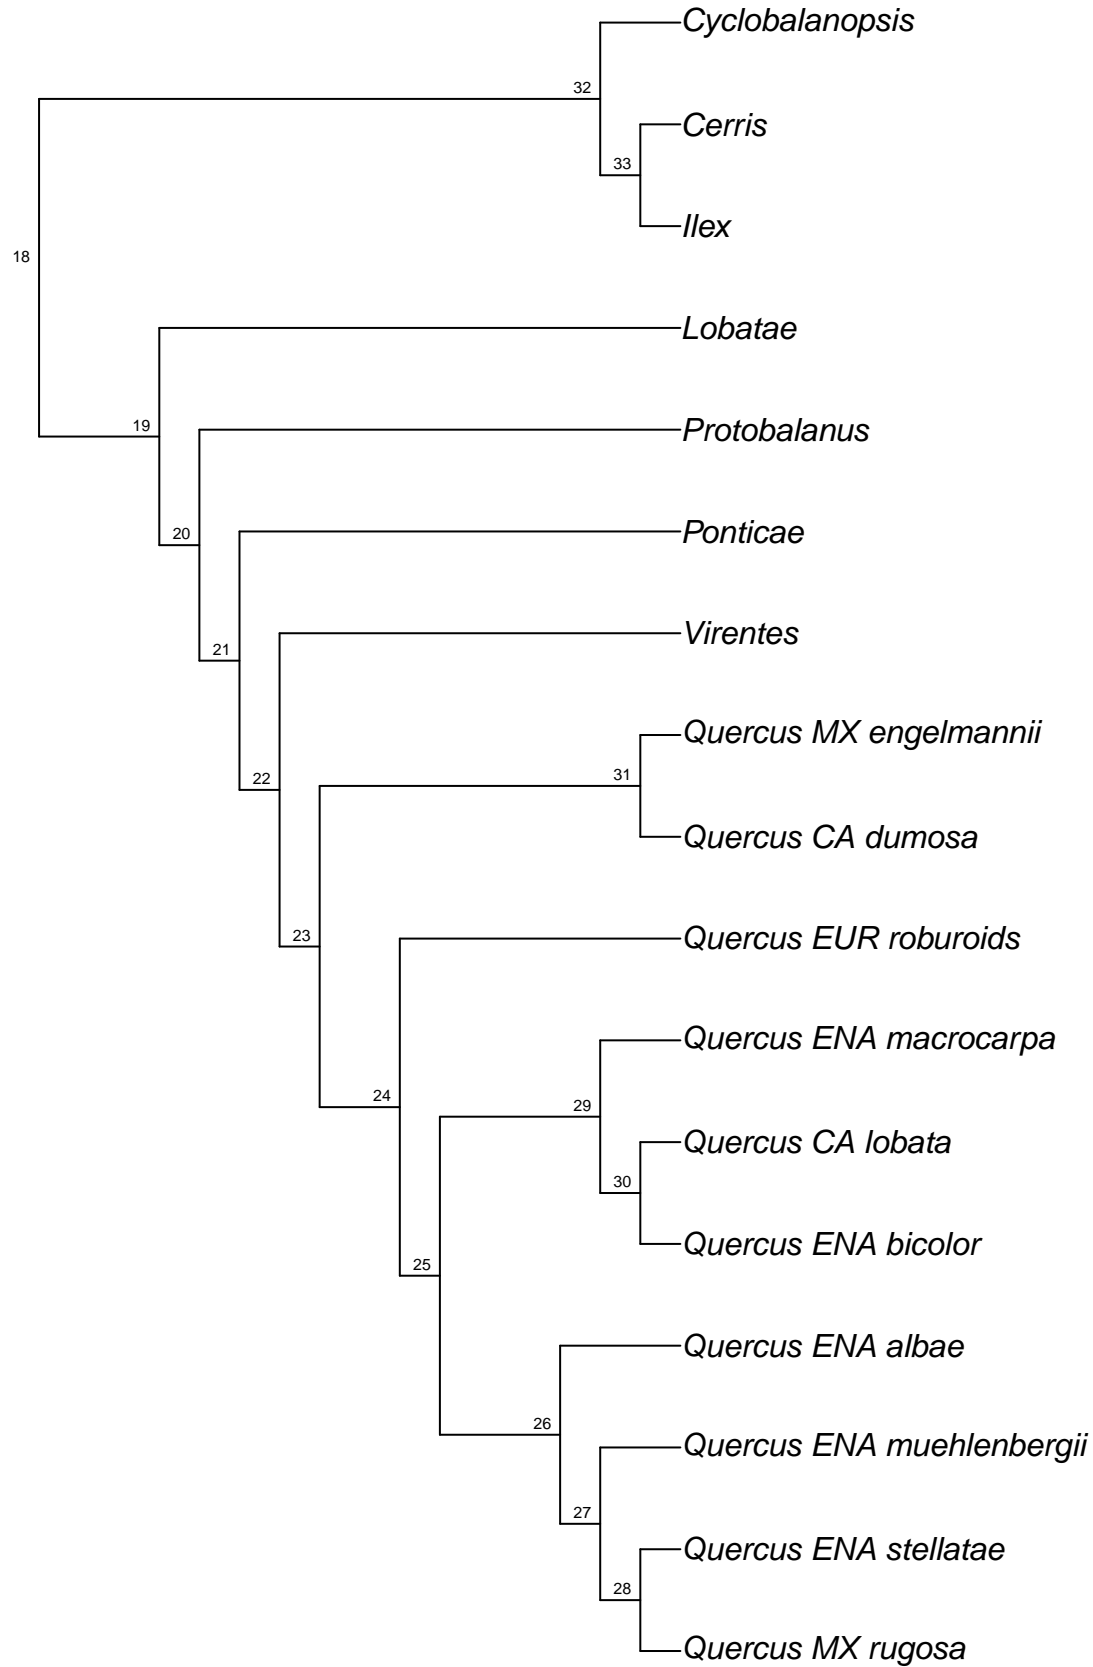 Cyclobalanopsis
32
Cerris
33
Ilex
18
Lobatae
19
Protobalanus
20
Ponticae
21
Virentes
22
Quercus MX engelmannii
31
Quercus CA dumosa
23
Quercus EUR roburoids
Quercus ENA macrocarpa
24
29
Quercus CA lobata
30
Quercus ENA bicolor
25
Quercus ENA albae
26
Quercus ENA muehlenbergii
27
Quercus ENA stellatae
28
Quercus MX rugosa